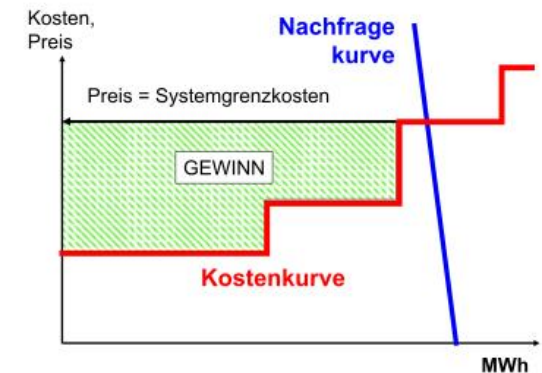 Kosten,
Preis
Nachfrage
kurve
Preis = Systemgrenzkosten
GEWINN
Kostenkurve
MWh